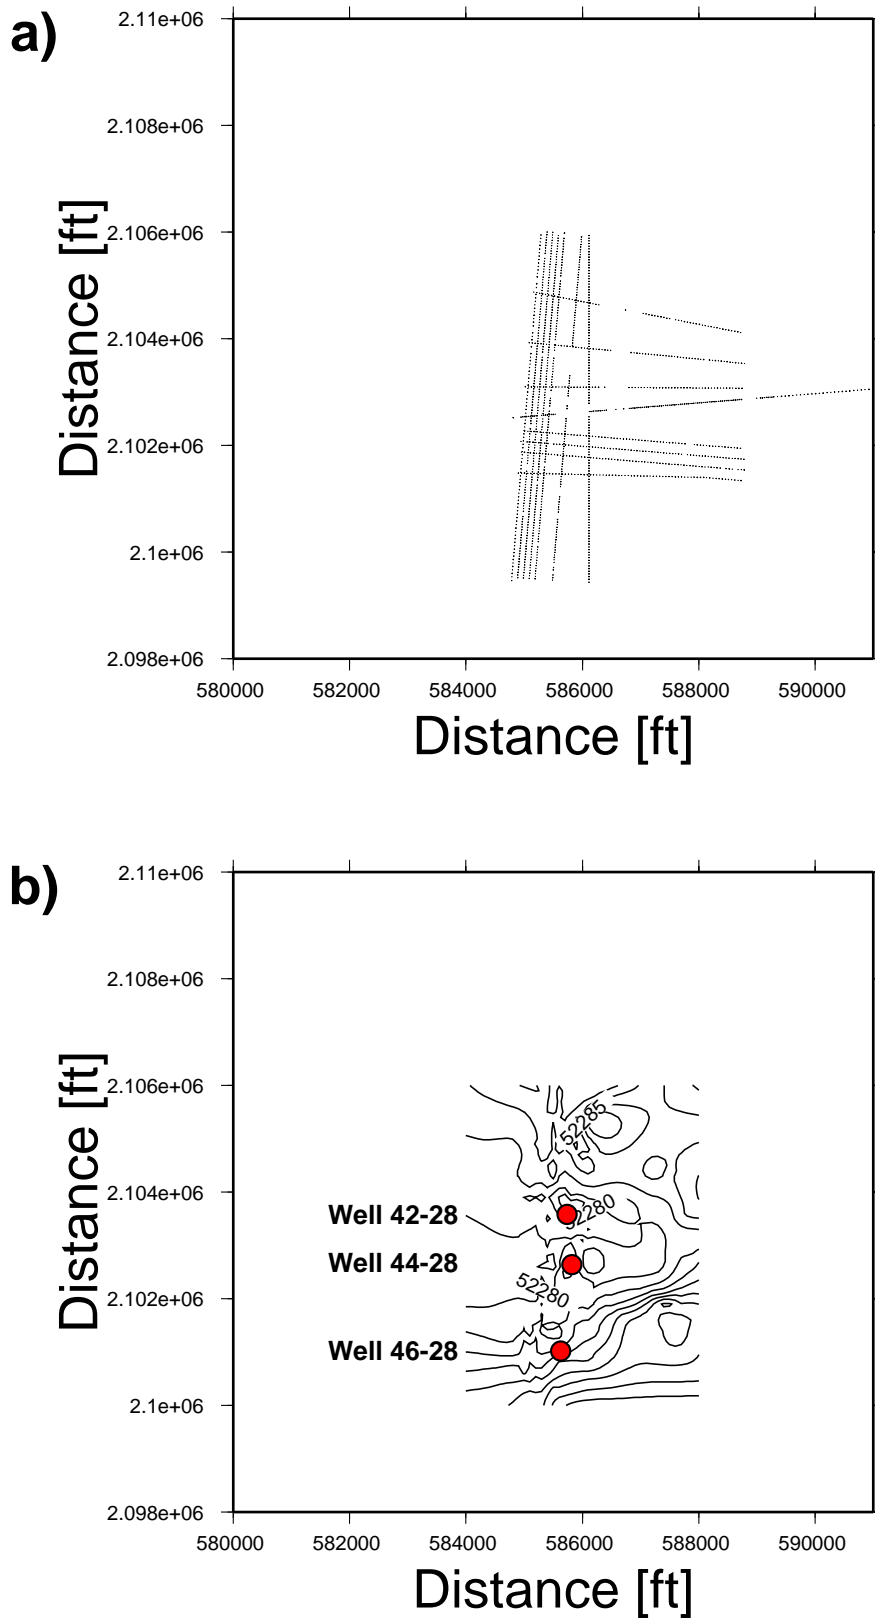 a)
2.11e+06
2.108e+06
2.106e+06
2.104e+06
2.102e+06
2.1e+06
2.098e+06
Distance [ft]
580000 582000 584000 586000 588000 590000
Distance [ft]
b)
2.11e+06
2.108e+06
2.106e+06
2.104e+06
2.102e+06
2.1e+06
2.098e+06
Distance [ft]
52285
52280
52280
Well 42-28
Well 44-28
Well 46-28
580000 582000 584000 586000 588000 590000
Distance [ft]